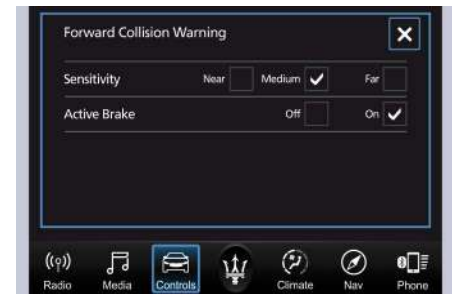 Forward Collision Warning
Sensitivity Near Medium Far
Active Brake Off On
Radio Media Controls Climate Nav Phone